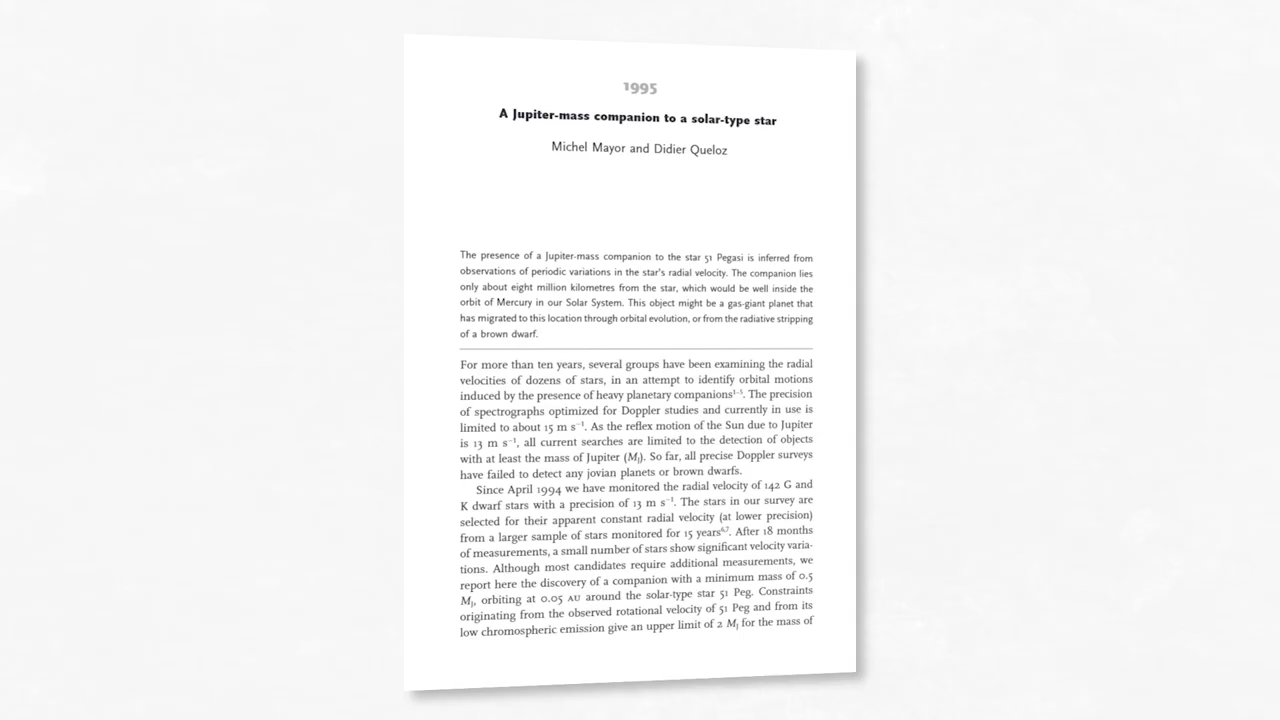 1995
A Jupiter-mass companion to a solar-type star
Michel Mayor and Didier Queloz
The presence of a Jupiter-mass companion to the star 51 Pegasi is inferred from
observations of periodic variations in the star's radial velocity. The companion lies
only about eight million kilometres from the star, which would be well inside the
orbit of Mercury in our Solar System. This object might be a gas-giant planet that
has migrated to this location through orbital evolution, or from the radiative stripping
of a brown dwarf.
For more than ten years, several groups have been examining the radial
velocities of dozens of stars, in an attempt to identify orbital motions
induced by the presence of heavy planetary companions¹⁻⁵. The precision
of spectrographs optimized for Doppler studies and currently in use is
limited to about 15 m s⁻¹. As the reflex motion of the Sun due to Jupiter
is 13 m s⁻¹, all current searches are limited to the detection of objects
with at least the mass of Jupiter (MJ). So far, all precise Doppler surveys
have failed to detect any jovian planets or brown dwarfs.
Since April 1994 we have monitored the radial velocity of 142 G and
K dwarf stars with a precision of 13 m s⁻¹. The stars in our survey are
selected for their apparent constant radial velocity (at lower precision)
from a larger sample of stars monitored for 15 years⁶,⁷. After 18 months
of measurements, a small number of stars show significant velocity varia-
tions. Although most candidates require additional measurements, we
report here the discovery of a companion with a minimum mass of 0.5
MJ, orbiting at 0.05 AU around the solar-type star 51 Peg. Constraints
originating from the observed rotational velocity of 51 Peg and from its
low chromospheric emission give an upper limit of 2 MJ for the mass of